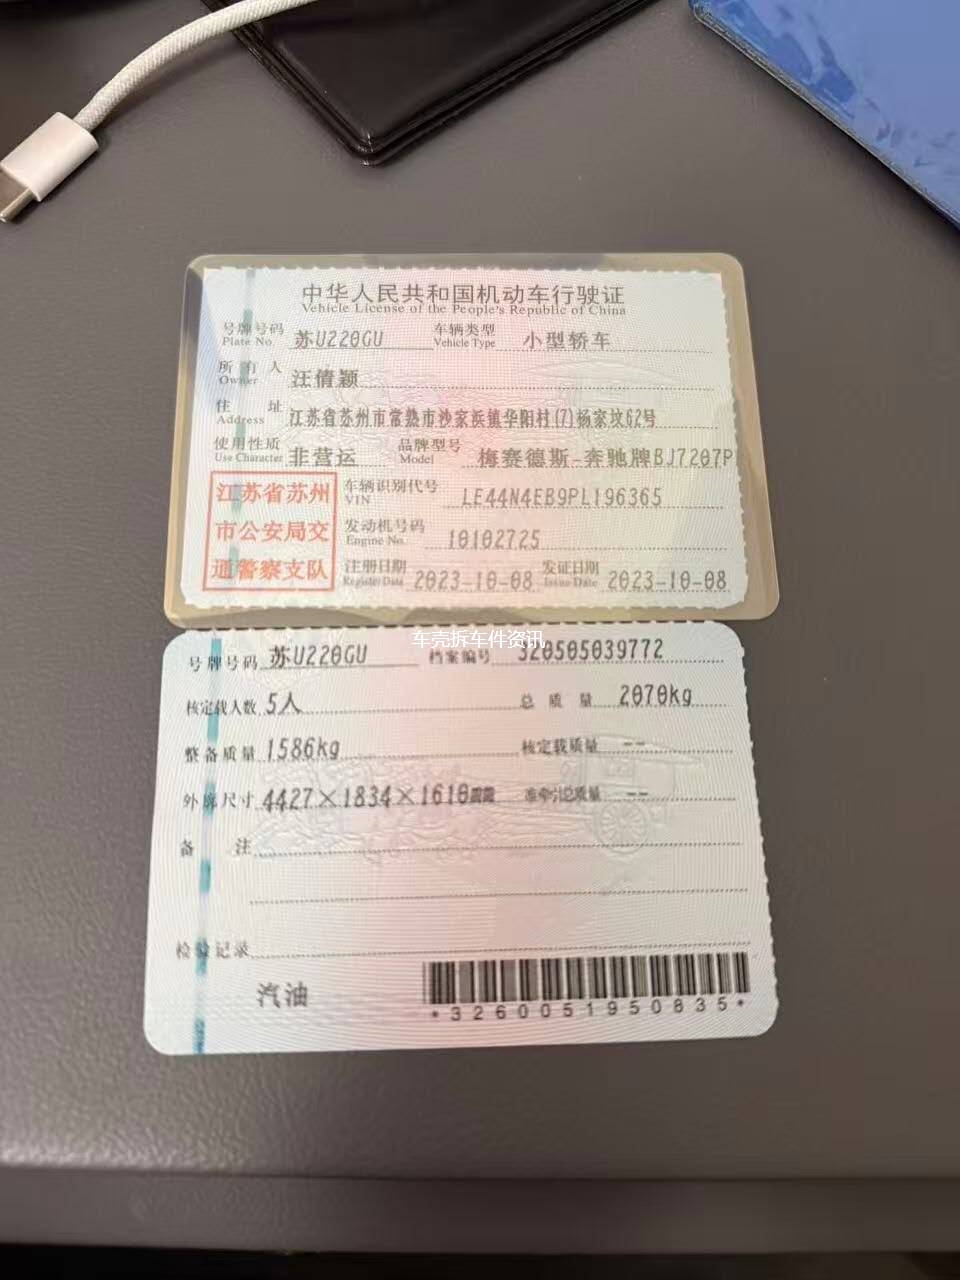 中华人民共和国机动车行驶证
Vehicle License of the People's Republic of China
号牌号码 Plate No. 苏U220GU 车辆类型 Vehicle Type 小型轿车
所有人 Owner 汪倩颖
住址 Address 江苏省苏州市常熟市沙家浜镇华阳村(7)杨家坟62号
使用性质 Use Character 非营运 品牌型号 Model 梅赛德斯-奔驰牌BJ7207P
江苏省苏州
市公安局交
通警察支队
车辆识别代号 VIN LE44N4EB9PL196365
发动机号码 Engine No. 10102725
注册日期 Register Date 2023-10-08 发证日期 Issue Date 2023-10-08
车壳拆车件资讯
号牌号码 苏U220GU 档案编号 320505039772
核定载人数 5人 总质量 2070kg
整备质量 1586kg 核定载质量 --
外廓尺寸 4427×1834×1610 准牵引总质量 --
备注
检验记录
汽油
*3260051950835*